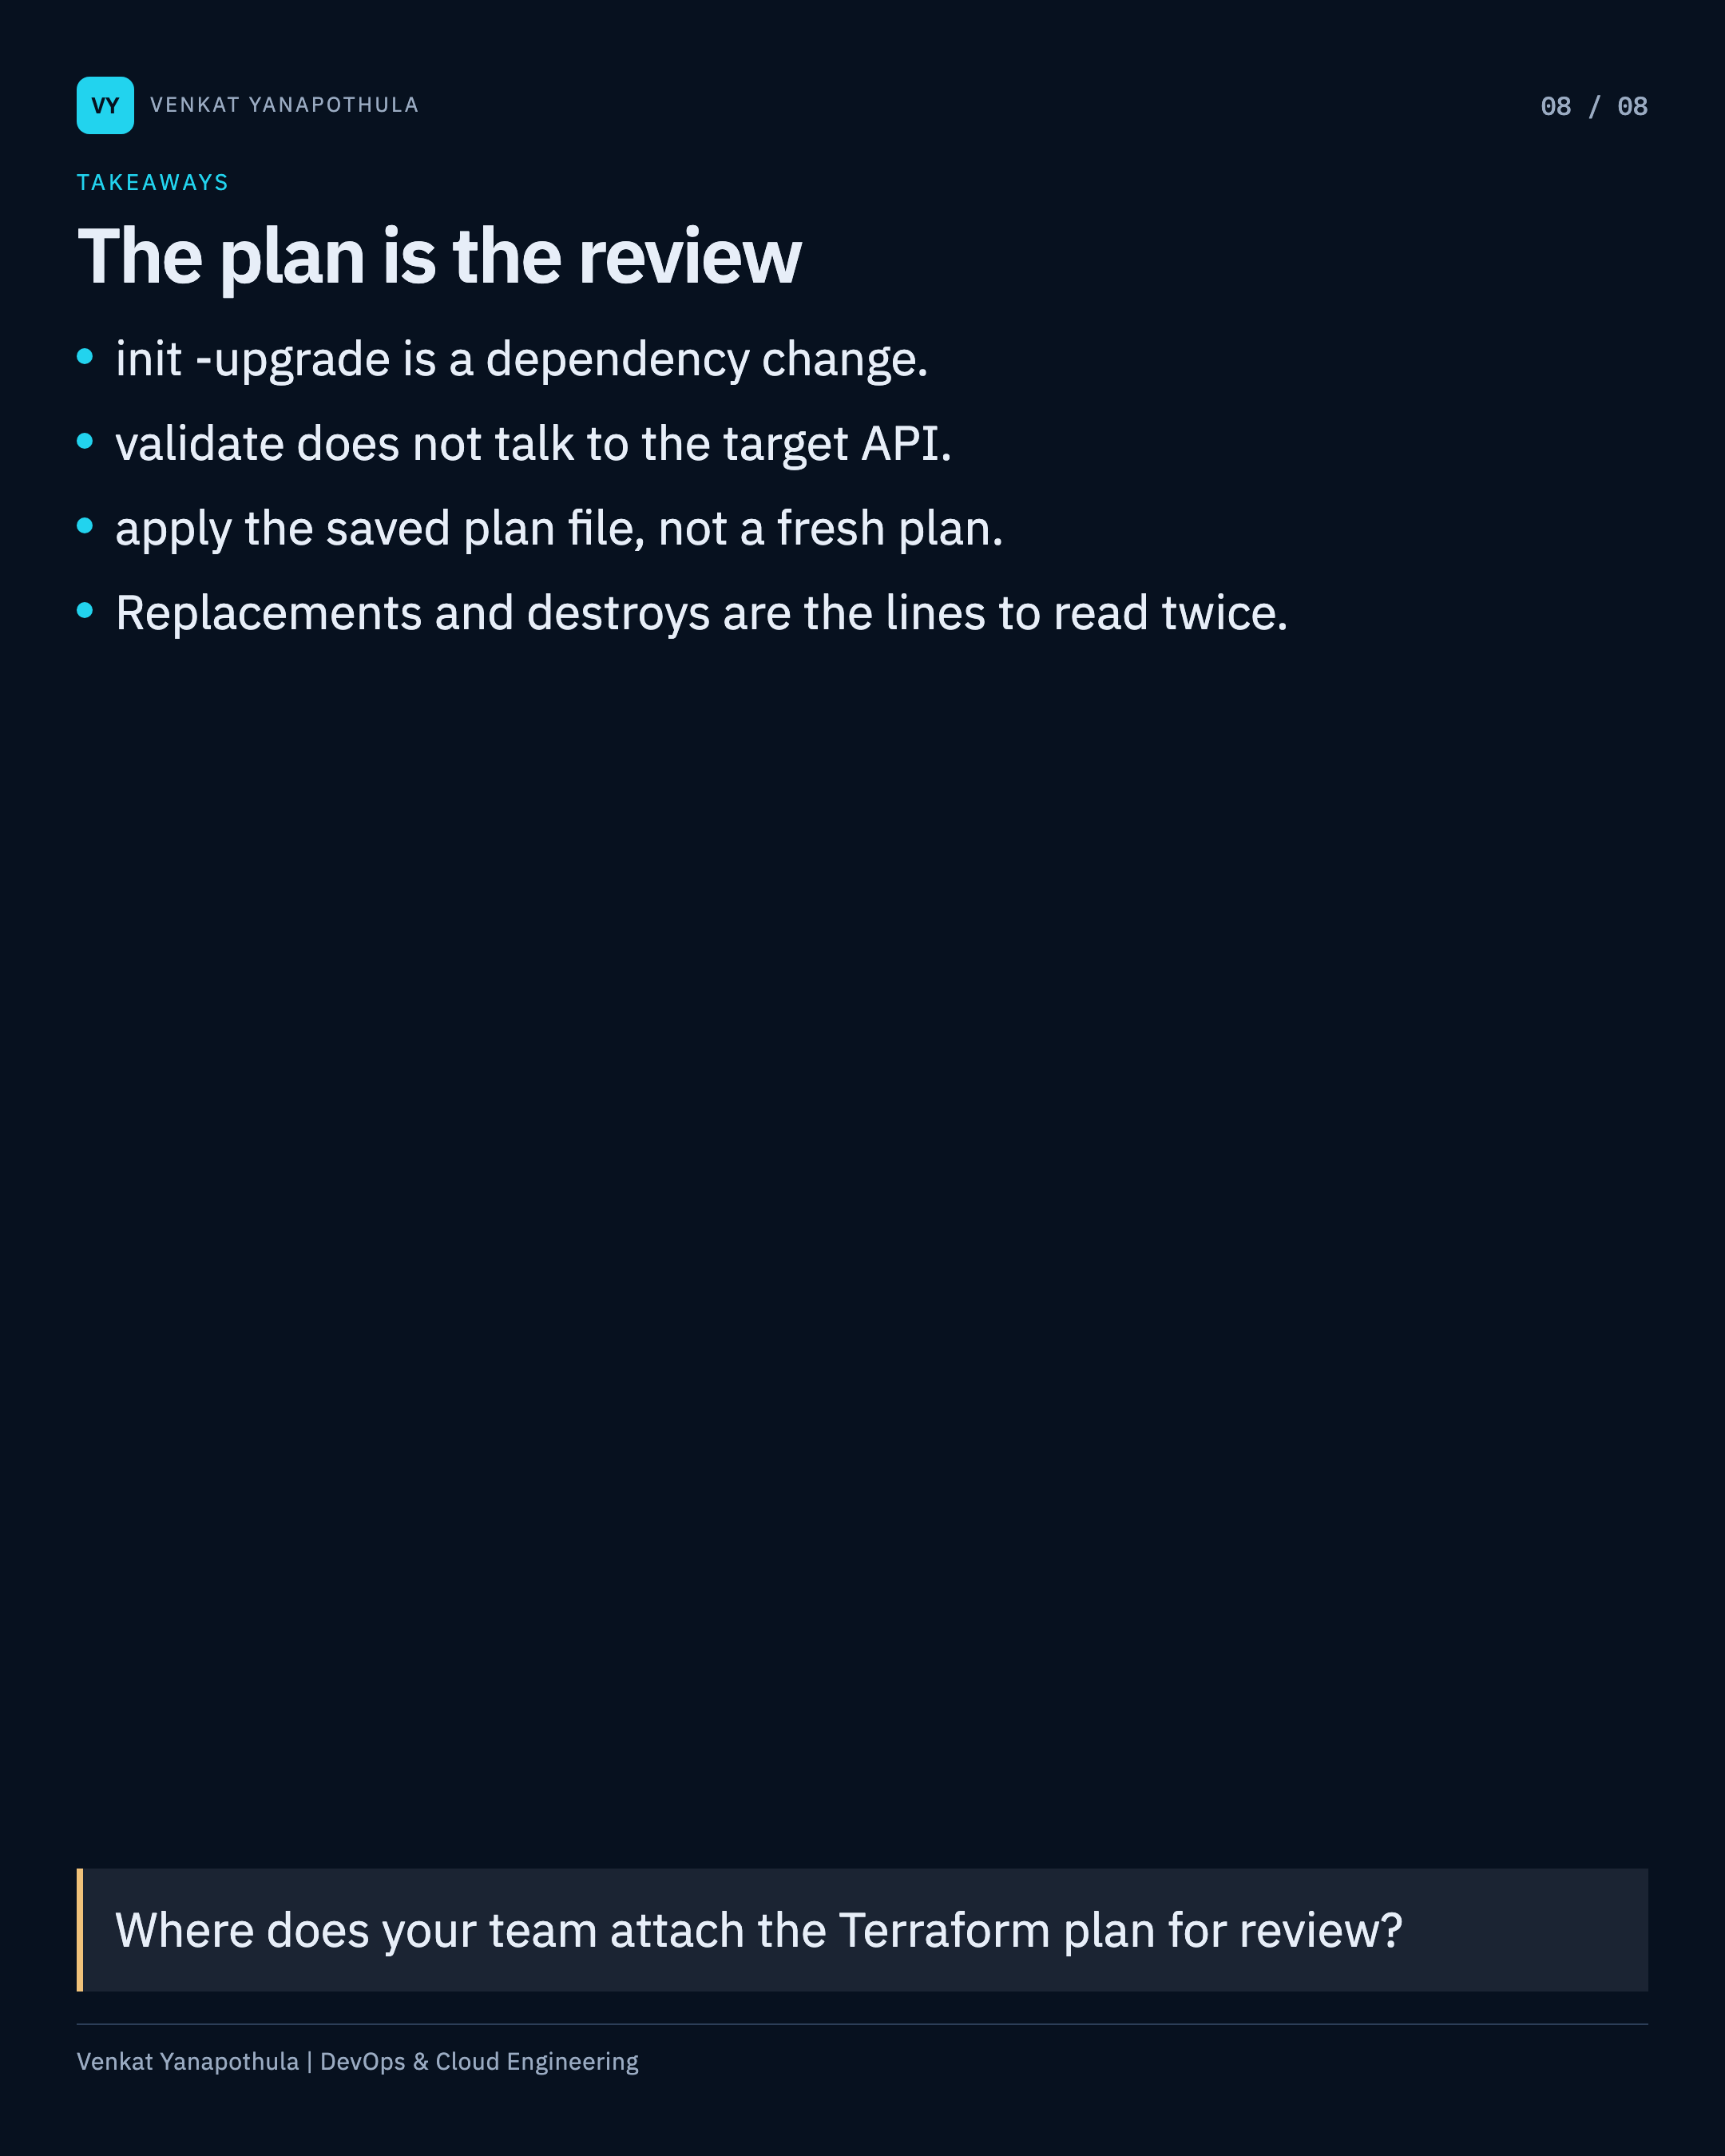 VY
VENKAT YANAPOTHULA
08 / 08
TAKEAWAYS
The plan is the review
init -upgrade is a dependency change.
validate does not talk to the target API.
apply the saved plan file, not a fresh plan.
Replacements and destroys are the lines to read twice.
Where does your team attach the Terraform plan for review?
Venkat Yanapothula | DevOps & Cloud Engineering